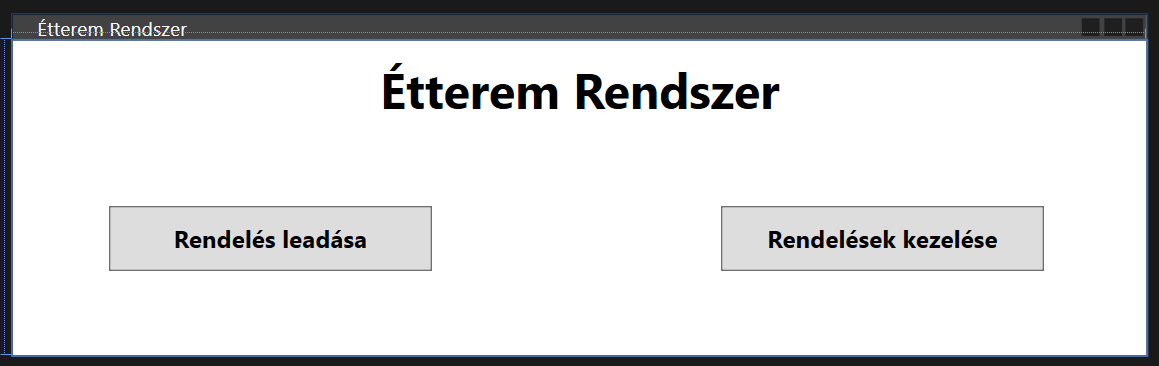 Étterem Rendszer
Étterem Rendszer
Rendelés leadása
Rendelések kezelése